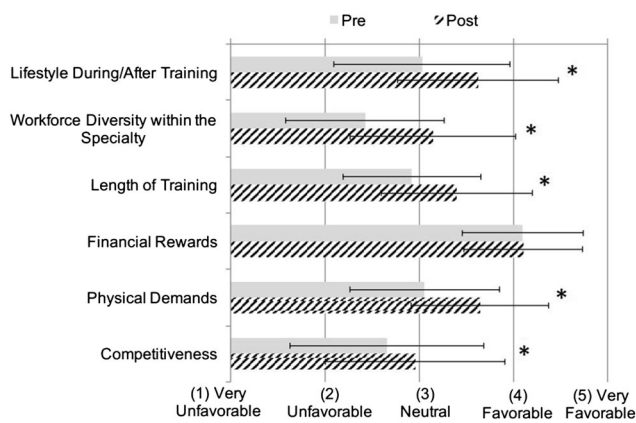 Pre Post
Lifestyle During/After Training
*
Workforce Diversity within the
Specialty
*
Length of Training
*
Financial Rewards
Physical Demands
*
Competitiveness
*
(1) Very (2) (3) (4) (5) Very
Unfavorable Unfavorable Neutral Favorable Favorable